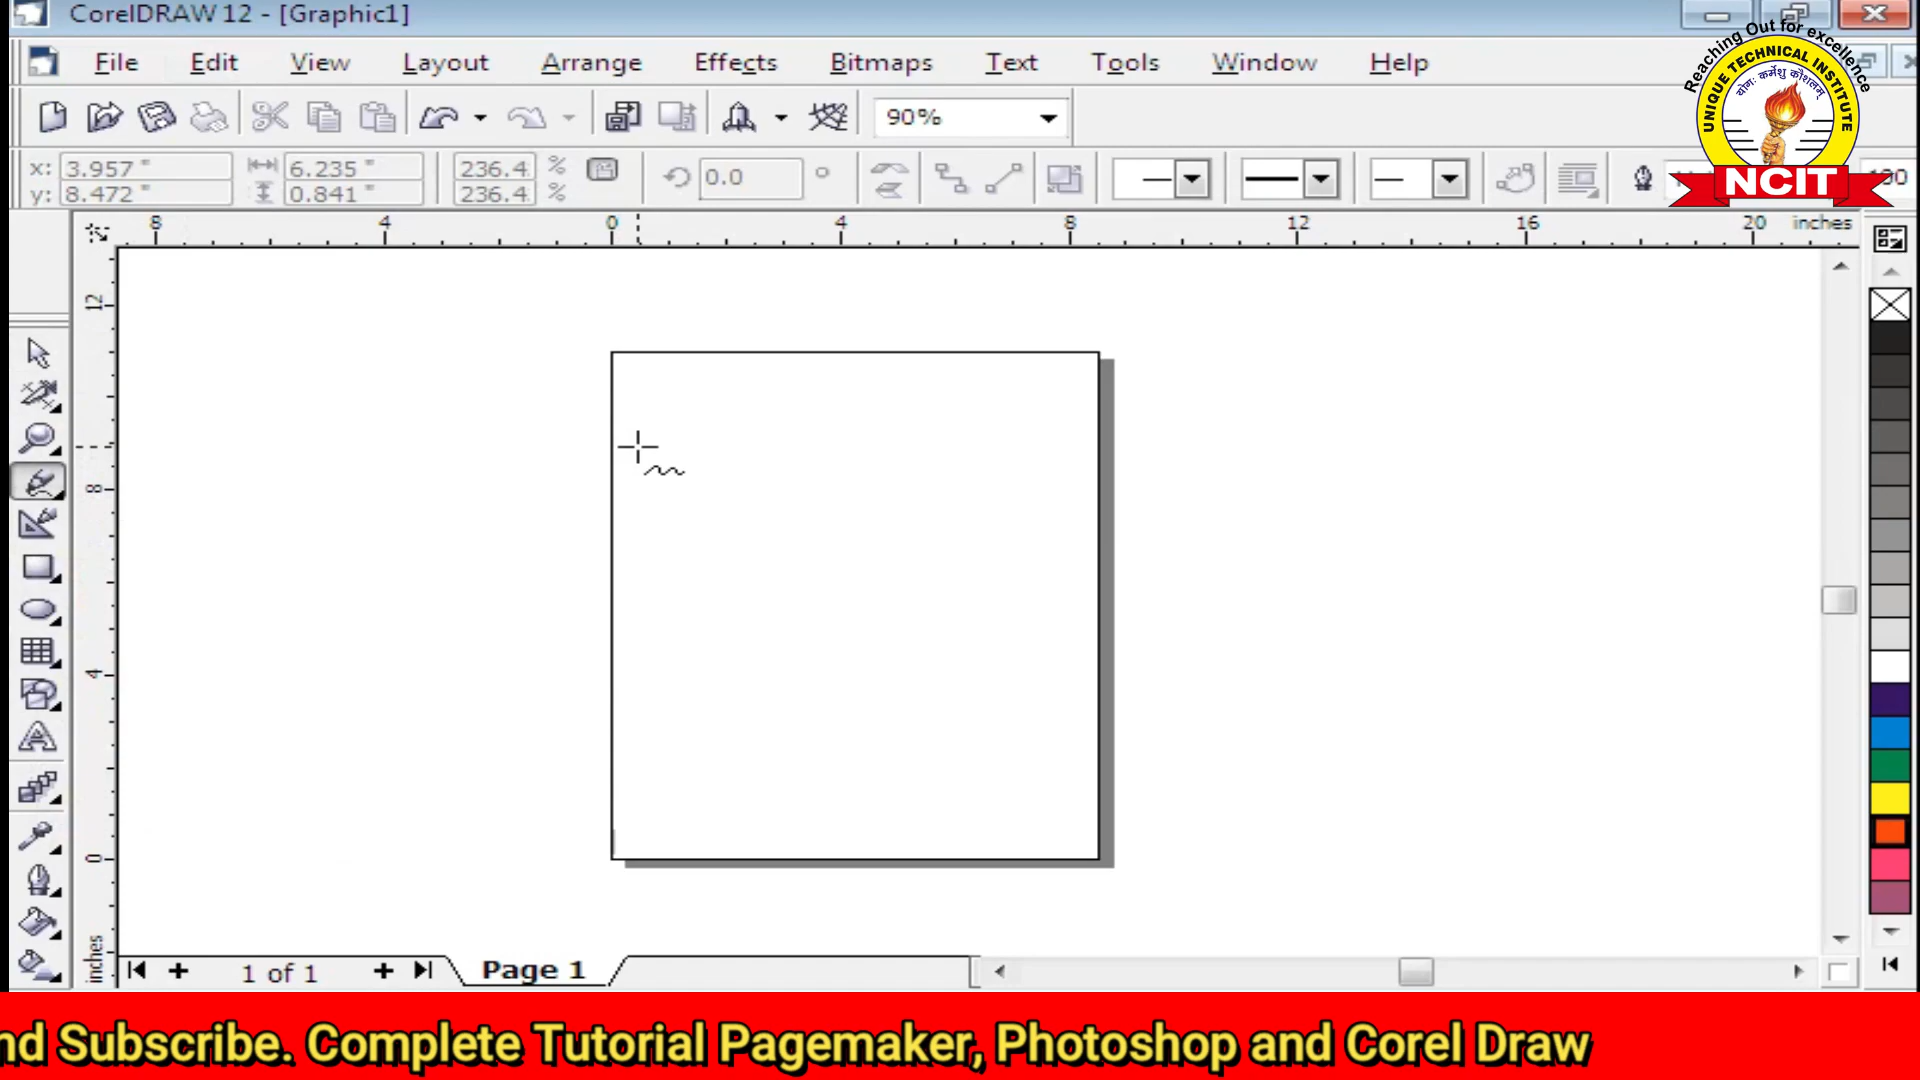 CorelDRAW 12 - [Graphic1]
Reaching Out for excellence
UNIQUE TECHNICAL INSTITUTE
योगः कर्मशु कौशलम्
NCIT
File Edit View Layout Arrange Effects Bitmaps Text Tools Window Help
90%
x: 3.957 " 6.235 " 236.4 %
y: 8.472 " 0.841 " 236.4 %
0.0 °
8 4 0 4 8 12 16 20 inches
12
8
4
0
inches
1 of 1 Page 1
nd Subscribe. Complete Tutorial Pagemaker, Photoshop and Corel Draw